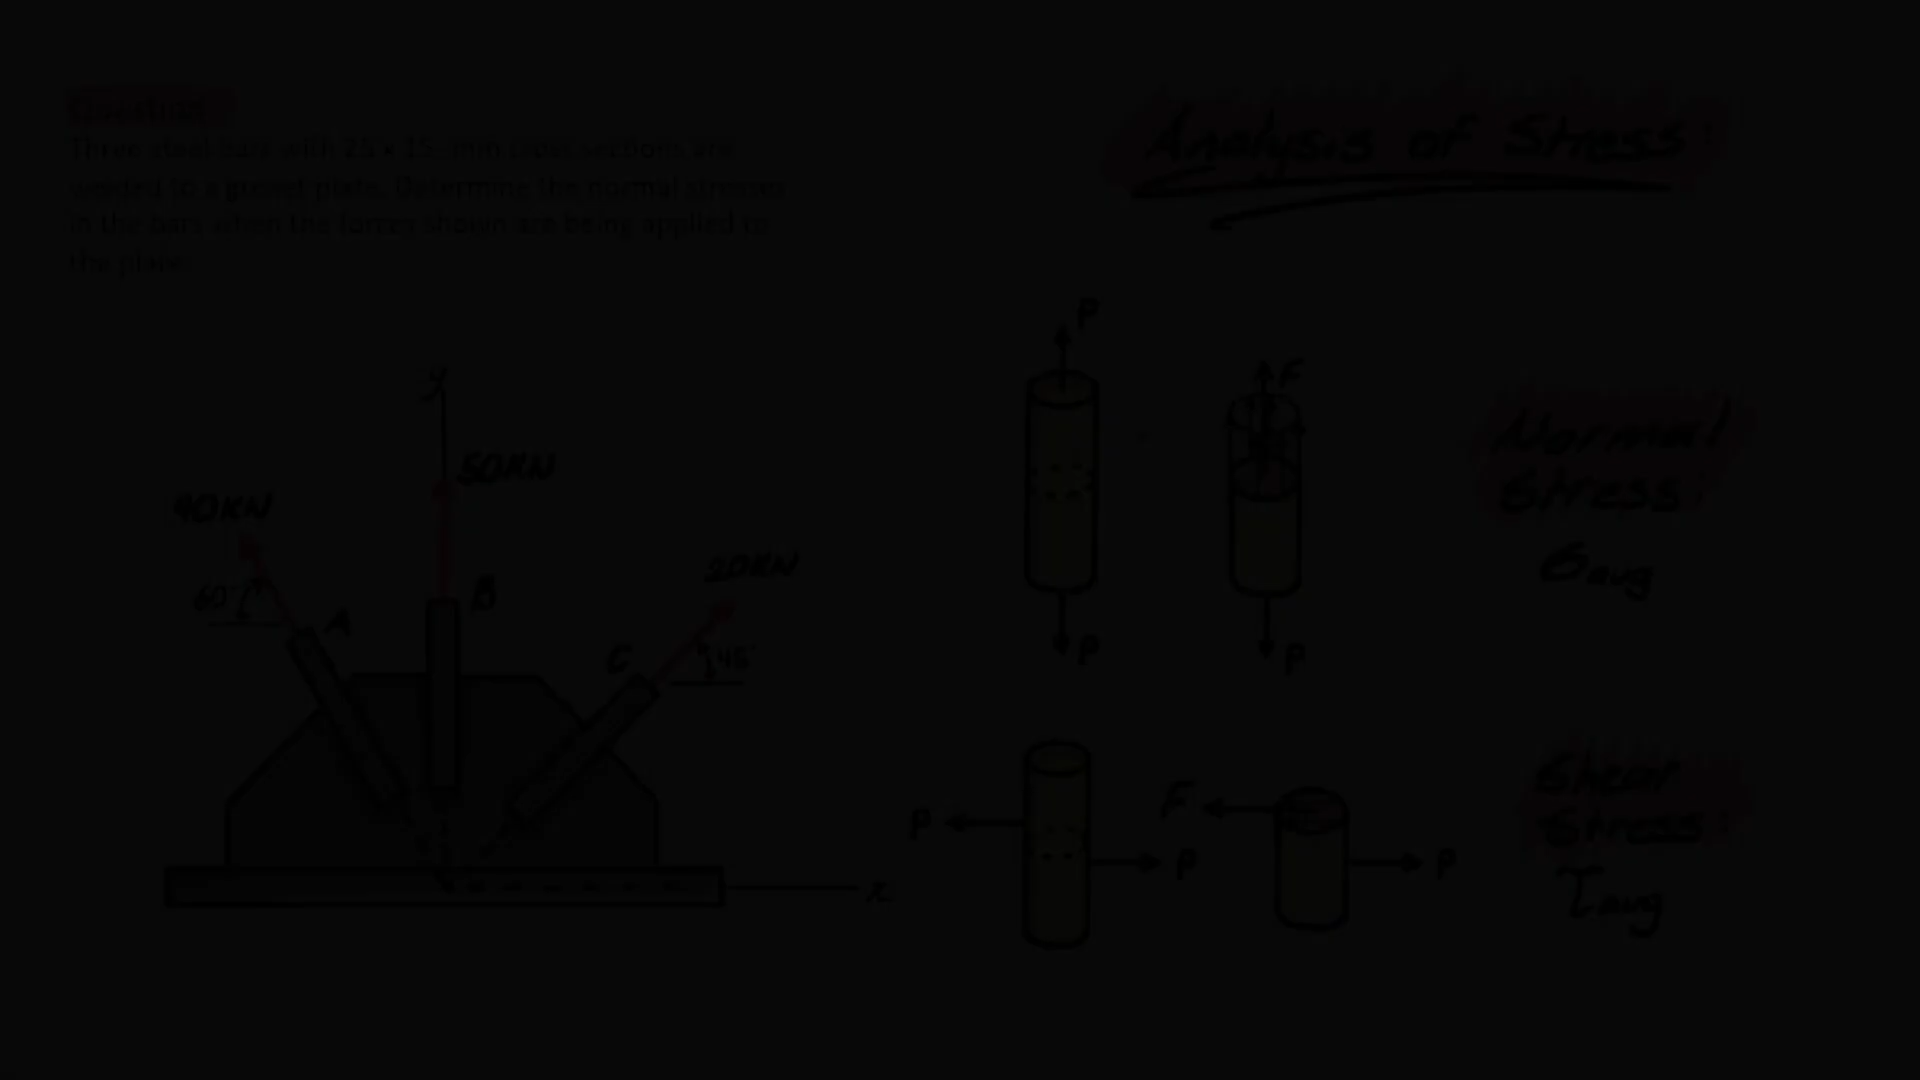 Question:
Three steel bars with 25 x 15-mm cross sections are
welded to a gusset plate. Determine the normal stresses
in the bars when the forces shown are being applied to
the plate.
Analysis of Stress:
P
F
y
Normal
Stress
50KN
40KN
σavg
20KN
60°
B
A
C
45°
P
P
Shear
Stress
F
P
P
P
τavg
x